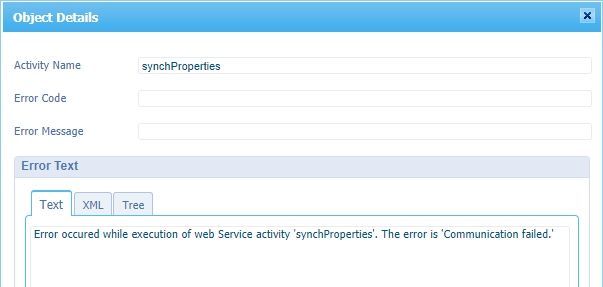 Object Details
Activity Name synchProperties
Error Code
Error Message
Error Text
Text XML Tree
Error occured while execution of web Service activity 'synchProperties'. The error is 'Communication failed.'